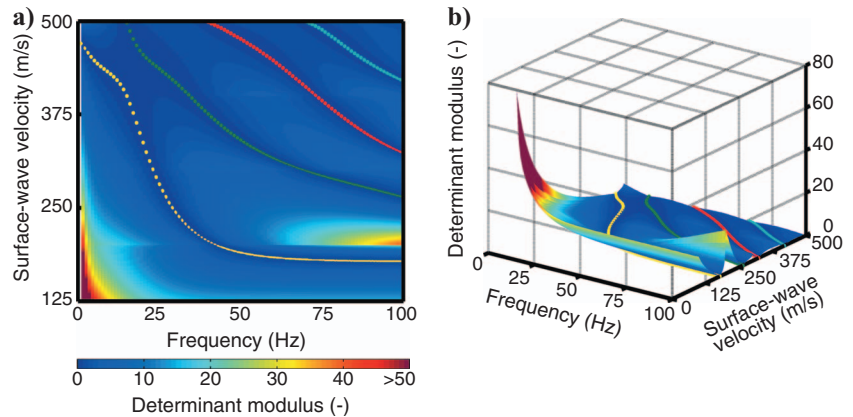 a)
500
375
250
125
Surface-wave velocity (m/s)
0 25 50 75 100
Frequency (Hz)
0 10 20 30 40 >50
Determinant modulus (-)
b)
Determinant modulus (-)
80
60
40
20
0
0 25 50 75 100
Frequency (Hz)
0 125 250 375 500
Surface-wave
velocity (m/s)